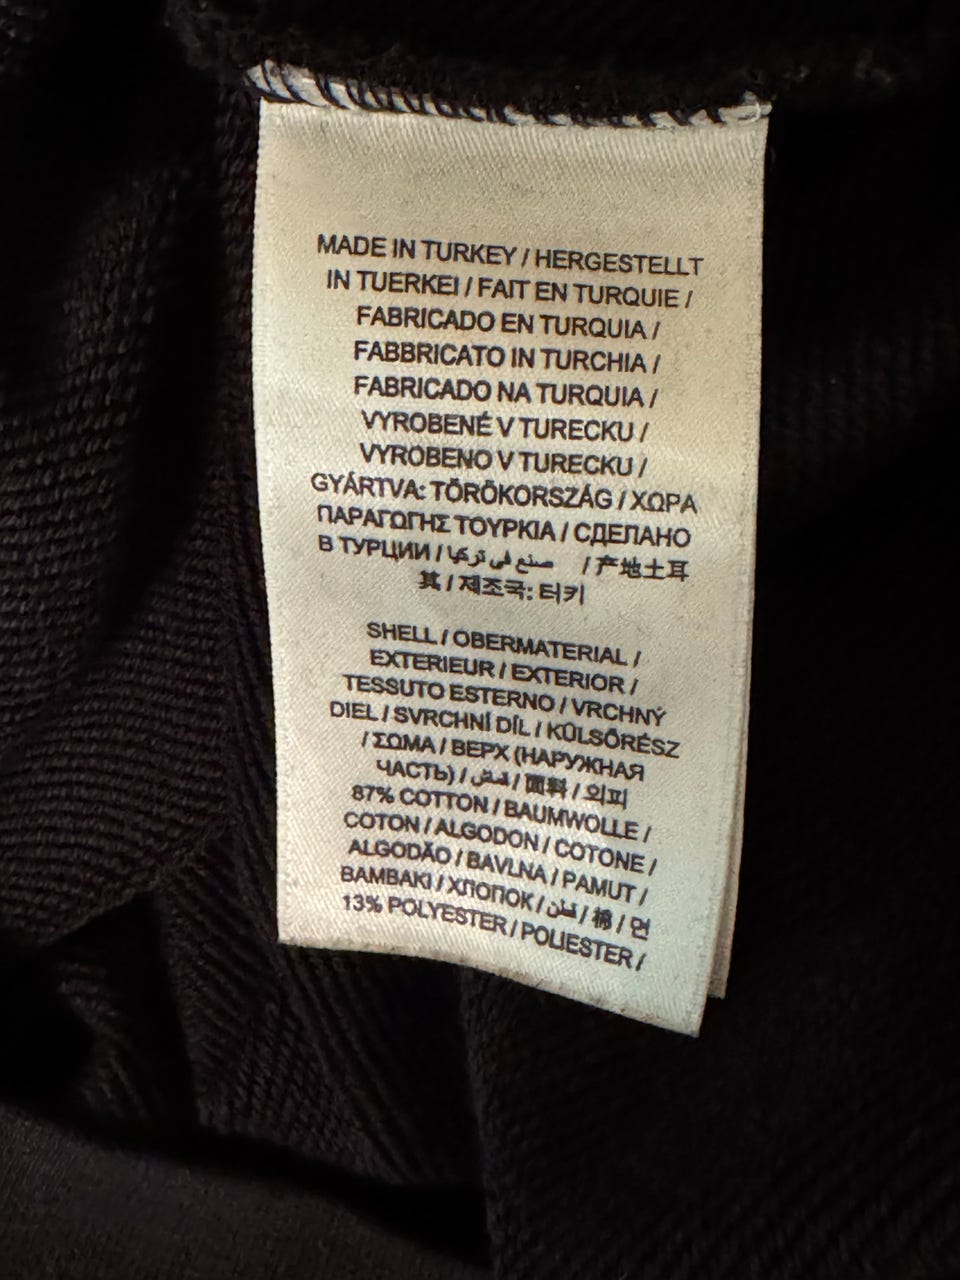 MADE IN TURKEY / HERGESTELLT
IN TUERKEI / FAIT EN TURQUIE /
FABRICADO EN TURQUIA /
FABBRICATO IN TURCHIA /
FABRICADO NA TURQUIA /
VYROBENÉ V TURECKU /
VYROBENO V TURECKU /
GYÁRTVA: TÖRÖKORSZÁG / ΧΩΡΑ
ΠΑΡΑΓΩΓΗΣ ΤΟΥΡΚΙΑ / СДЕЛАНО
В ТУРЦИИ / صنع في تركيا / 产地土耳
其 / 제조국: 터키
SHELL / OBERMATERIAL /
EXTERIEUR / EXTERIOR /
TESSUTO ESTERNO / VRCHNÝ
DIEL / SVRCHNÍ DÍL / KÜLSŐRÉSZ
/ ΣΩΜΑ / ВЕРХ (НАРУЖНАЯ
ЧАСТЬ) / قماش / 面料 / 외피
87% COTTON / BAUMWOLLE /
COTON / ALGODON / COTONE /
ALGODÃO / BAVLNA / PAMUT /
ΒΑΜΒΑΚΙ / ХЛОПОК / قطن / 棉 / 면
13% POLYESTER / POLIESTER /